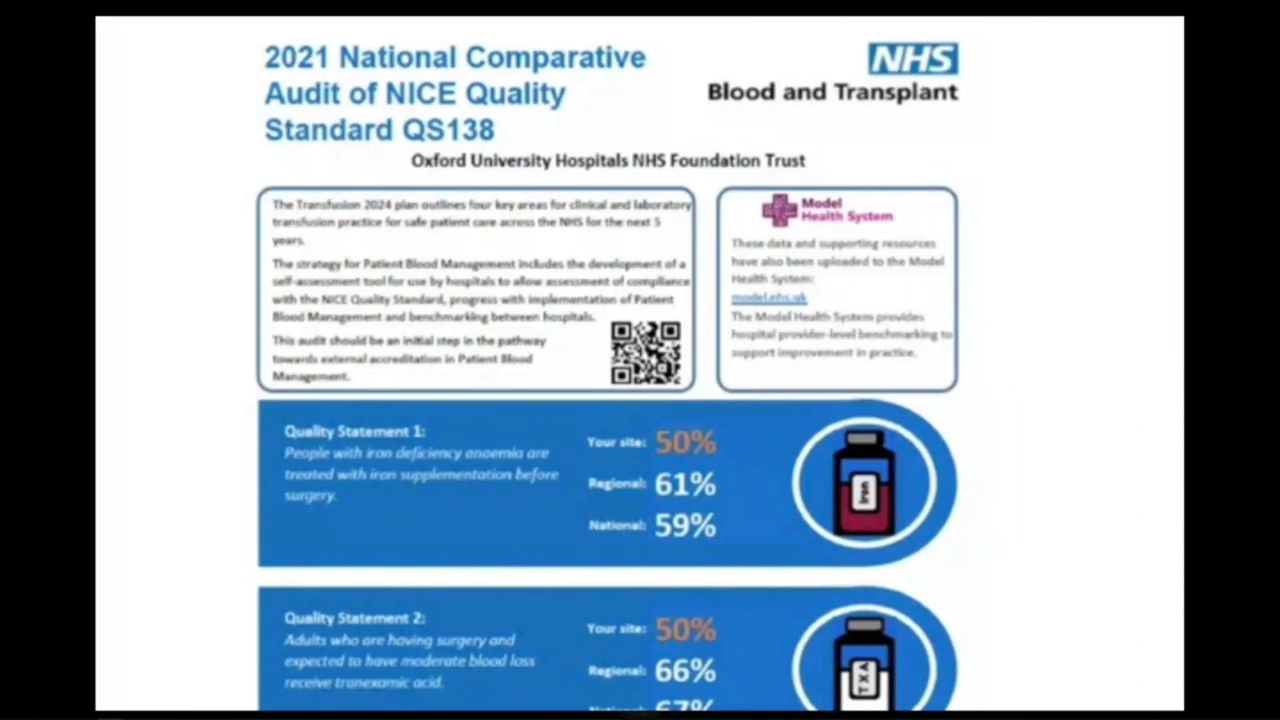 2021 National Comparative
Audit of NICE Quality
Standard QS138
NHS
Blood and Transplant
Oxford University Hospitals NHS Foundation Trust
The Transfusion 2024 plan outlines four key areas for clinical and laboratory
transfusion practice for safe patient care across the NHS for the next 5
years.
The strategy for Patient Blood Management includes the development of a
self-assessment tool for use by hospitals to allow assessment of compliance
with the NICE Quality Standard, progress with implementation of Patient
Blood Management and benchmarking between hospitals.
This audit should be an initial step in the pathway
towards external accreditation in Patient Blood
Management.
Model
Health System
These data and supporting resources
have also been uploaded to the Model
Health System:
model.nhs.uk
The Model Health System provides
hospital provider-level benchmarking to
support improvement in practice.
Quality Statement 1:
People with iron deficiency anaemia are
treated with iron supplementation before
surgery.
Your site: 50%
Regional: 61%
National: 59%
Iron
Quality Statement 2:
Adults who are having surgery and
expected to have moderate blood loss
receive tranexamic acid.
Your site: 50%
Regional: 66%
National: 67%
TXA